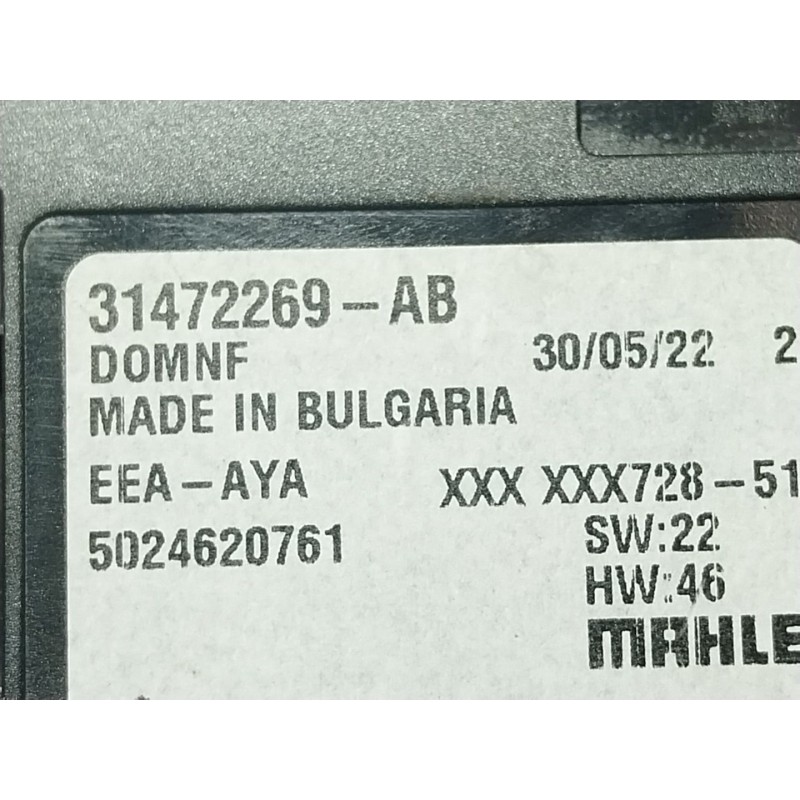 31472269-AB
DOMNF 30/05/22 2
MADE IN BULGARIA
EEA-AYA XXX XXX728-51
5024620761 SW:22
HW:46
MAHLE